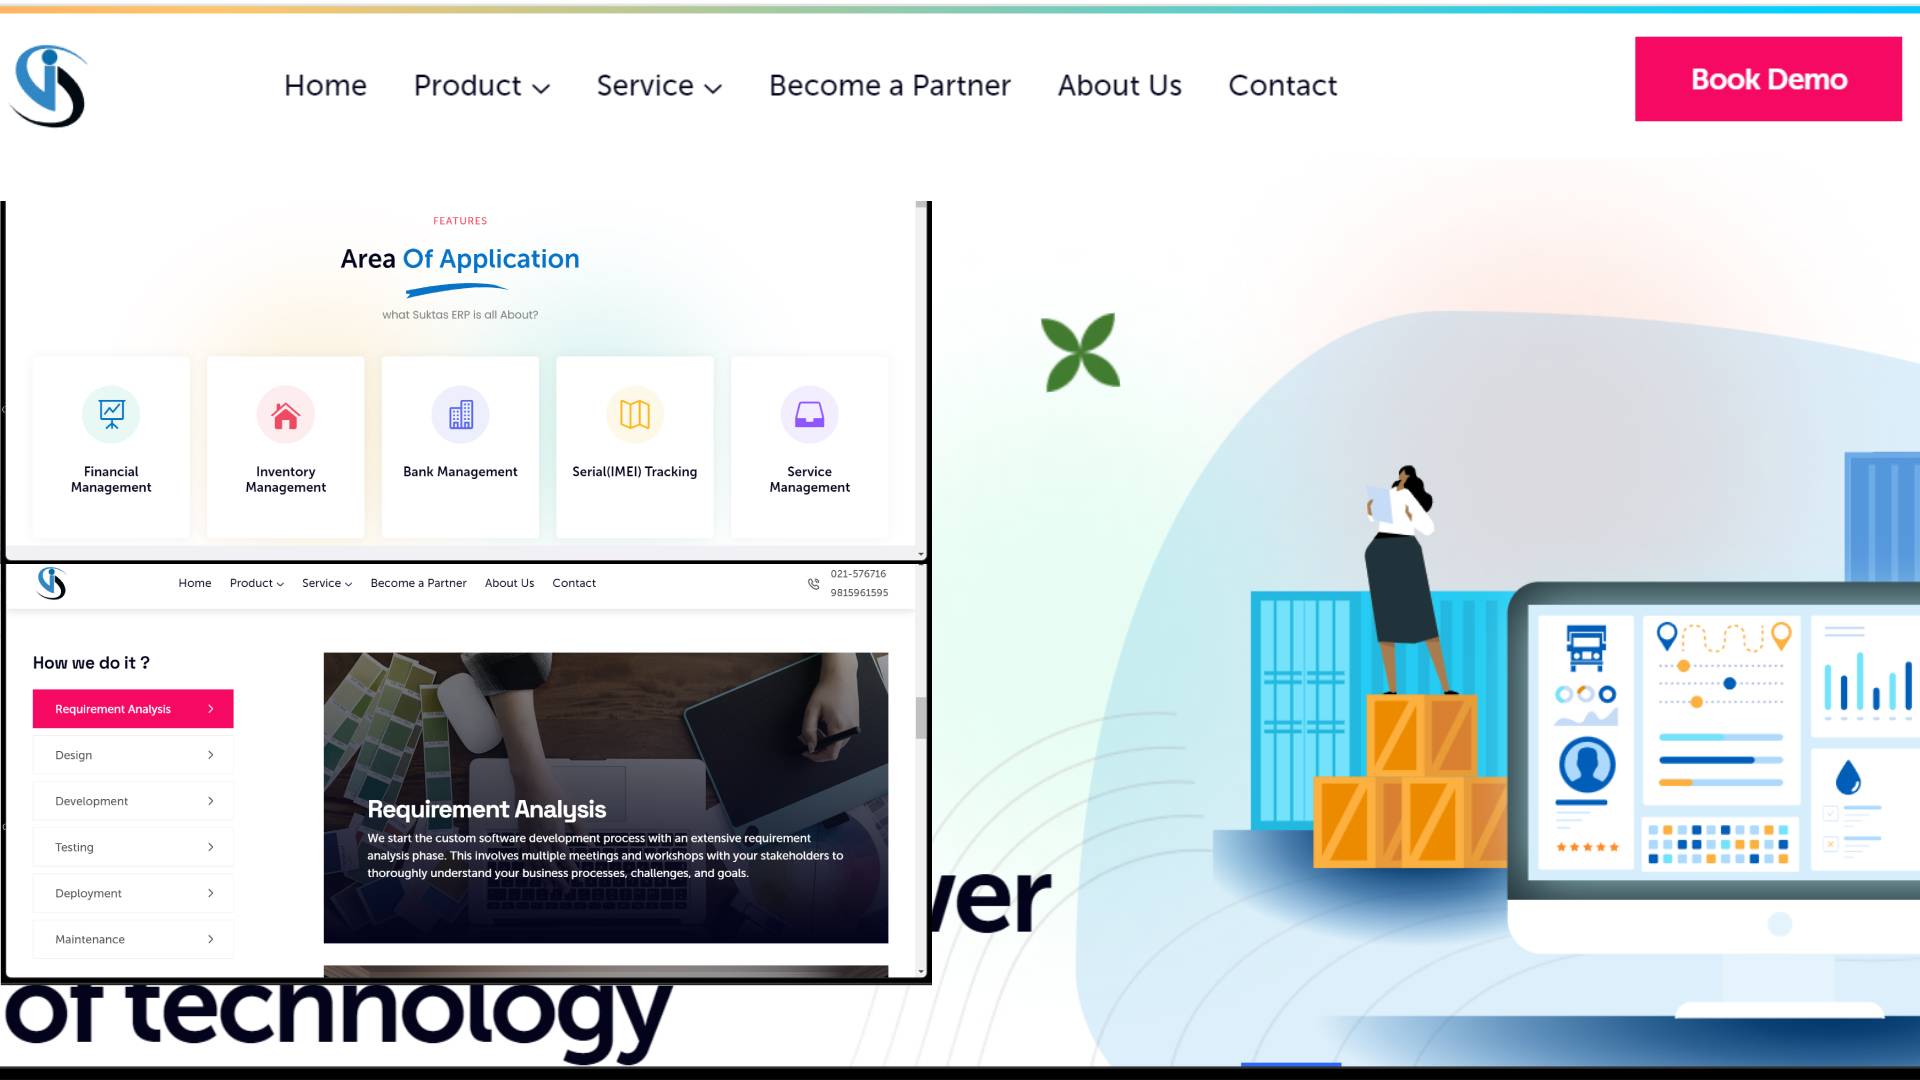 Home Product Service Become a Partner About Us Contact Book Demo
FEATURES
Area Of Application
what Suktas ERP is all About?
Financial
Management
Inventory
Management
Bank Management
Serial(IMEI) Tracking
Service
Management
Home Product Service Become a Partner About Us Contact
021-576716
9815961595
How we do it ?
Requirement Analysis
Design
Development
Testing
Deployment
Maintenance
Requirement Analysis
We start the custom software development process with an extensive requirement
analysis phase. This involves multiple meetings and workshops with your stakeholders to
thoroughly understand your business processes, challenges, and goals.
of technology